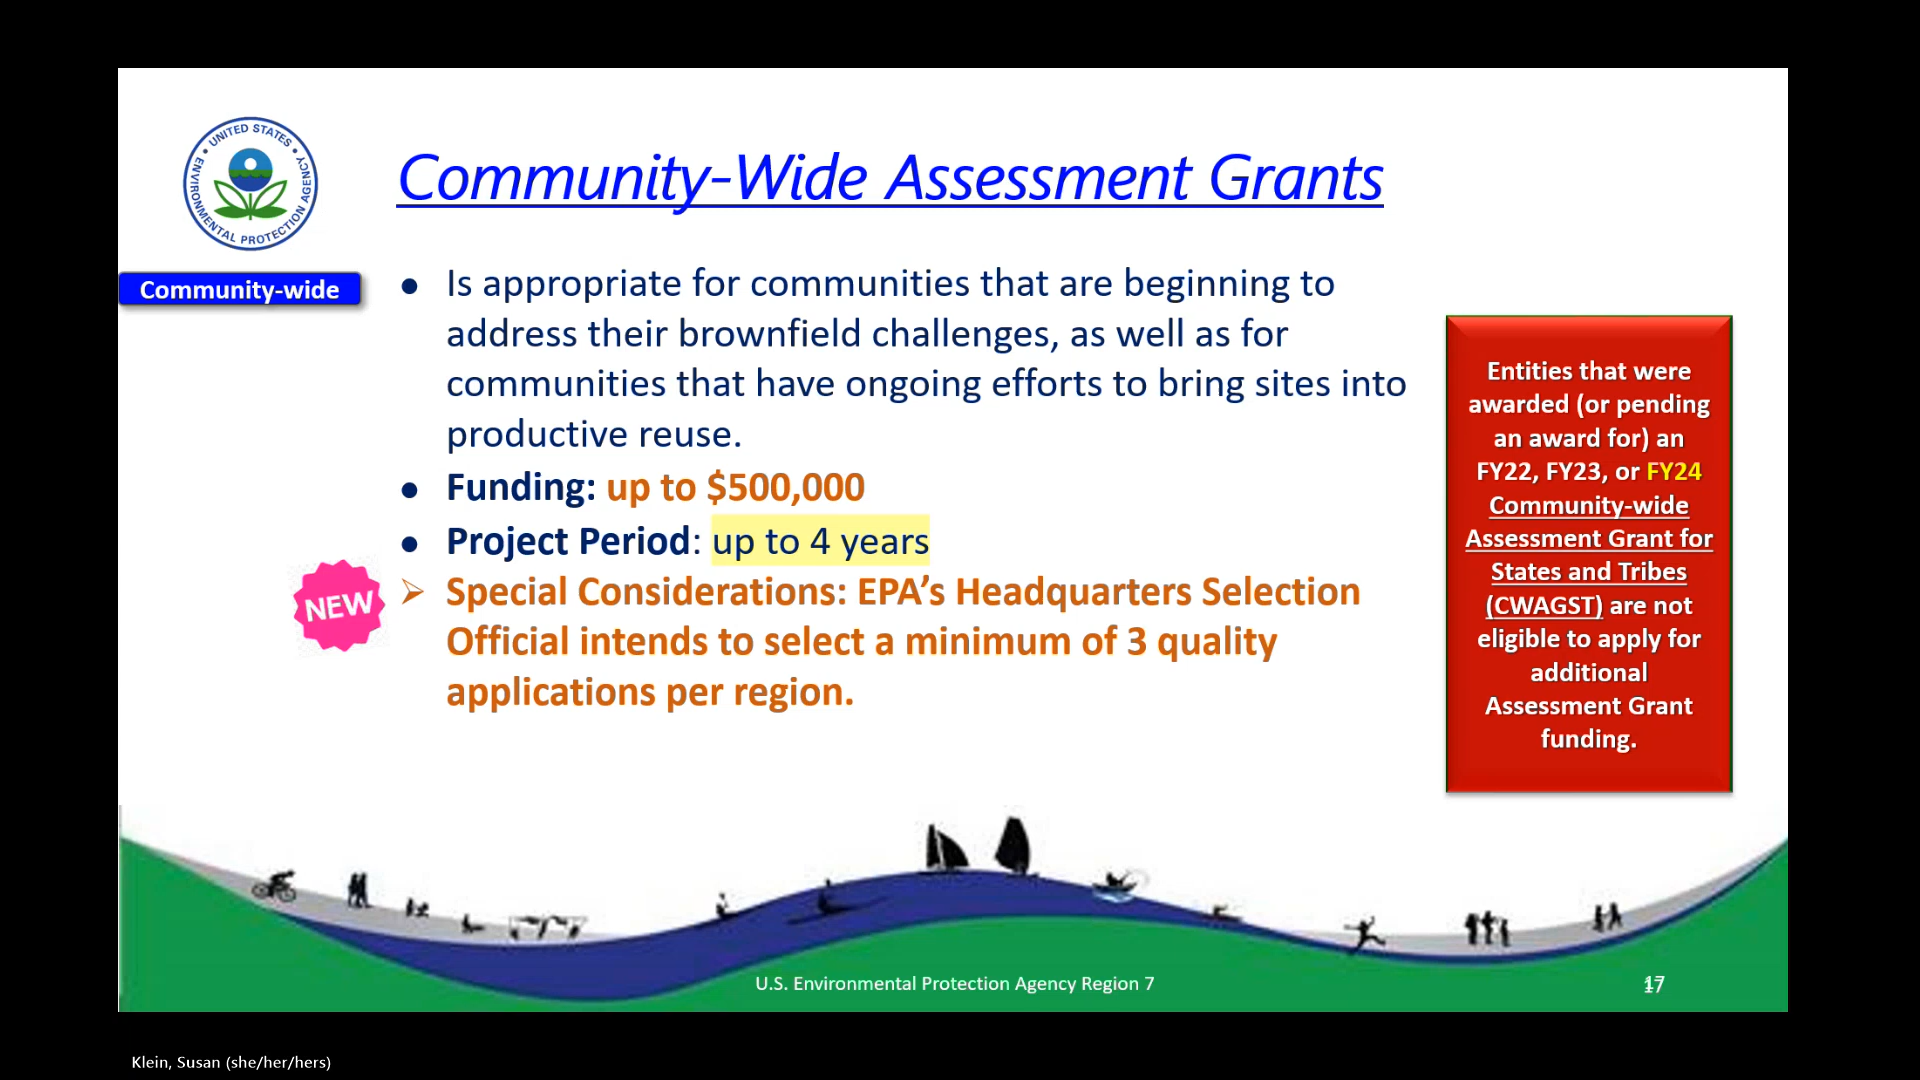 UNITED STATES
ENVIRONMENTAL PROTECTION AGENCY
Community-Wide Assessment Grants
Community-wide
● Is appropriate for communities that are beginning to
address their brownfield challenges, as well as for
communities that have ongoing efforts to bring sites into
productive reuse.
● Funding: up to $500,000
● Project Period: up to 4 years
NEW
➢ Special Considerations: EPA’s Headquarters Selection
Official intends to select a minimum of 3 quality
applications per region.
Entities that were
awarded (or pending
an award for) an
FY22, FY23, or FY24
Community-wide
Assessment Grant for
States and Tribes
(CWAGST) are not
eligible to apply for
additional
Assessment Grant
funding.
U.S. Environmental Protection Agency Region 7
17
Klein, Susan (she/her/hers)